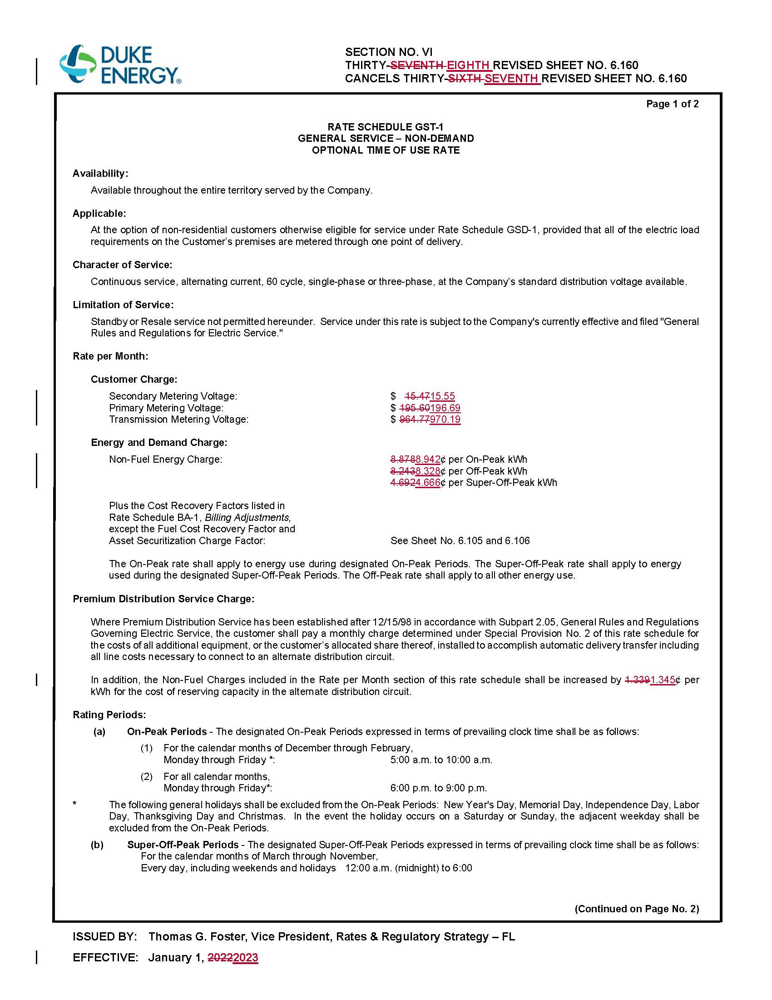 DUKE
ENERGY®
SECTION NO. VI
THIRTY-SEVENTH EIGHTH REVISED SHEET NO. 6.160
CANCELS THIRTY-SIXTH SEVENTH REVISED SHEET NO. 6.160
Page 1 of 2
RATE SCHEDULE GST-1
GENERAL SERVICE – NON-DEMAND
OPTIONAL TIME OF USE RATE
Availability:
Available throughout the entire territory served by the Company.
Applicable:
At the option of non-residential customers otherwise eligible for service under Rate Schedule GSD-1, provided that all of the electric load
requirements on the Customer’s premises are metered through one point of delivery.
Character of Service:
Continuous service, alternating current, 60 cycle, single-phase or three-phase, at the Company’s standard distribution voltage available.
Limitation of Service:
Standby or Resale service not permitted hereunder. Service under this rate is subject to the Company's currently effective and filed "General
Rules and Regulations for Electric Service."
Rate per Month:
Customer Charge:
Secondary Metering Voltage: $ 15.4715.55
Primary Metering Voltage: $ 195.60196.69
Transmission Metering Voltage: $ 964.77970.19
Energy and Demand Charge:
Non-Fuel Energy Charge: 8.8788.942¢ per On-Peak kWh
8.2438.328¢ per Off-Peak kWh
4.6924.666¢ per Super-Off-Peak kWh
Plus the Cost Recovery Factors listed in
Rate Schedule BA-1, Billing Adjustments,
except the Fuel Cost Recovery Factor and
Asset Securitization Charge Factor: See Sheet No. 6.105 and 6.106
The On-Peak rate shall apply to energy use during designated On-Peak Periods. The Super-Off-Peak rate shall apply to energy
used during the designated Super-Off-Peak Periods. The Off-Peak rate shall apply to all other energy use.
Premium Distribution Service Charge:
Where Premium Distribution Service has been established after 12/15/98 in accordance with Subpart 2.05, General Rules and Regulations
Governing Electric Service, the customer shall pay a monthly charge determined under Special Provision No. 2 of this rate schedule for
the costs of all additional equipment, or the customer’s allocated share thereof, installed to accomplish automatic delivery transfer including
all line costs necessary to connect to an alternate distribution circuit.
In addition, the Non-Fuel Charges included in the Rate per Month section of this rate schedule shall be increased by 1.3391.345¢ per
kWh for the cost of reserving capacity in the alternate distribution circuit.
Rating Periods:
(a) On-Peak Periods - The designated On-Peak Periods expressed in terms of prevailing clock time shall be as follows:
(1) For the calendar months of December through February,
Monday through Friday *: 5:00 a.m. to 10:00 a.m.
(2) For all calendar months,
Monday through Friday*: 6:00 p.m. to 9:00 p.m.
* The following general holidays shall be excluded from the On-Peak Periods: New Year's Day, Memorial Day, Independence Day, Labor
Day, Thanksgiving Day and Christmas. In the event the holiday occurs on a Saturday or Sunday, the adjacent weekday shall be
excluded from the On-Peak Periods.
(b) Super-Off-Peak Periods - The designated Super-Off-Peak Periods expressed in terms of prevailing clock time shall be as follows:
For the calendar months of March through November,
Every day, including weekends and holidays 12:00 a.m. (midnight) to 6:00
(Continued on Page No. 2)
ISSUED BY: Thomas G. Foster, Vice President, Rates & Regulatory Strategy – FL
EFFECTIVE: January 1, 20222023